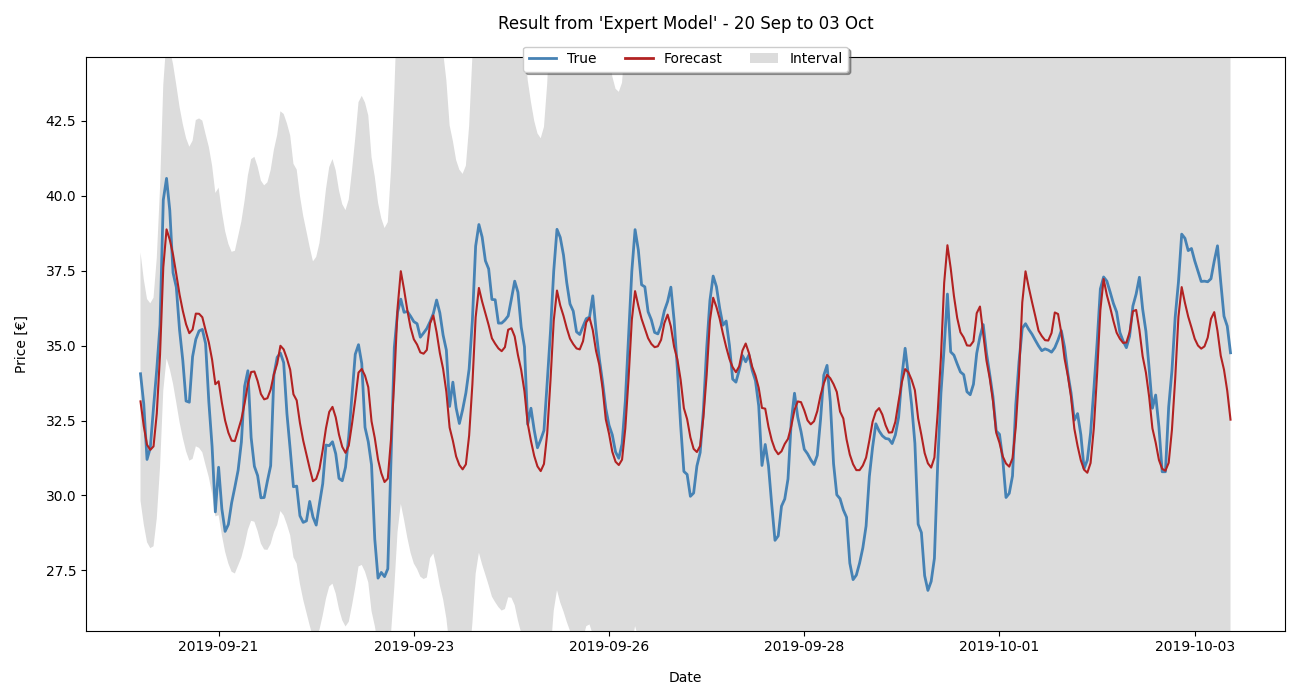 Result from 'Expert Model' - 20 Sep to 03 Oct
True Forecast Interval
Price [€]
42.5
40.0
37.5
35.0
32.5
30.0
27.5
2019-09-21 2019-09-23 2019-09-26 2019-09-28 2019-10-01 2019-10-03
Date